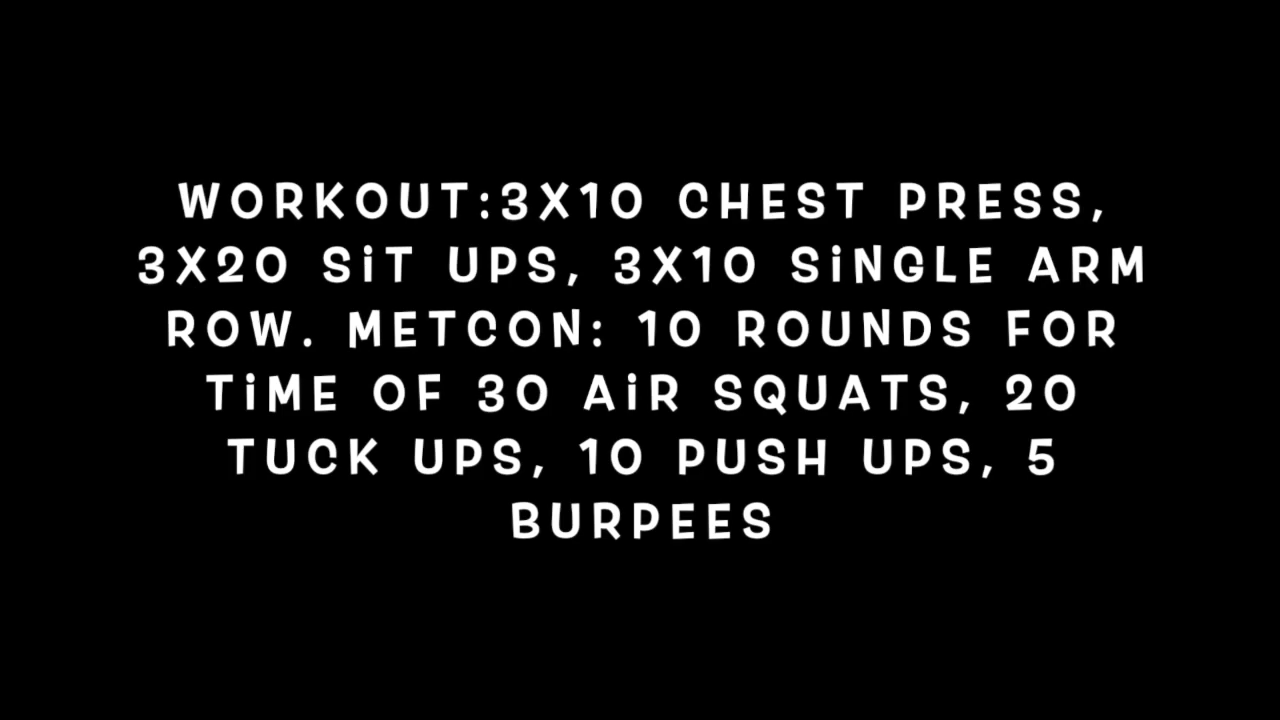 WORKOUT:3X10 CHEST PRESS,
3X20 SiT UPS, 3X10 SiNGLE ARM
ROW. METCON: 10 ROUNDS FOR
TiME OF 30 AiR SQUATS, 20
TUCK UPS, 10 PUSH UPS, 5
BURPEES